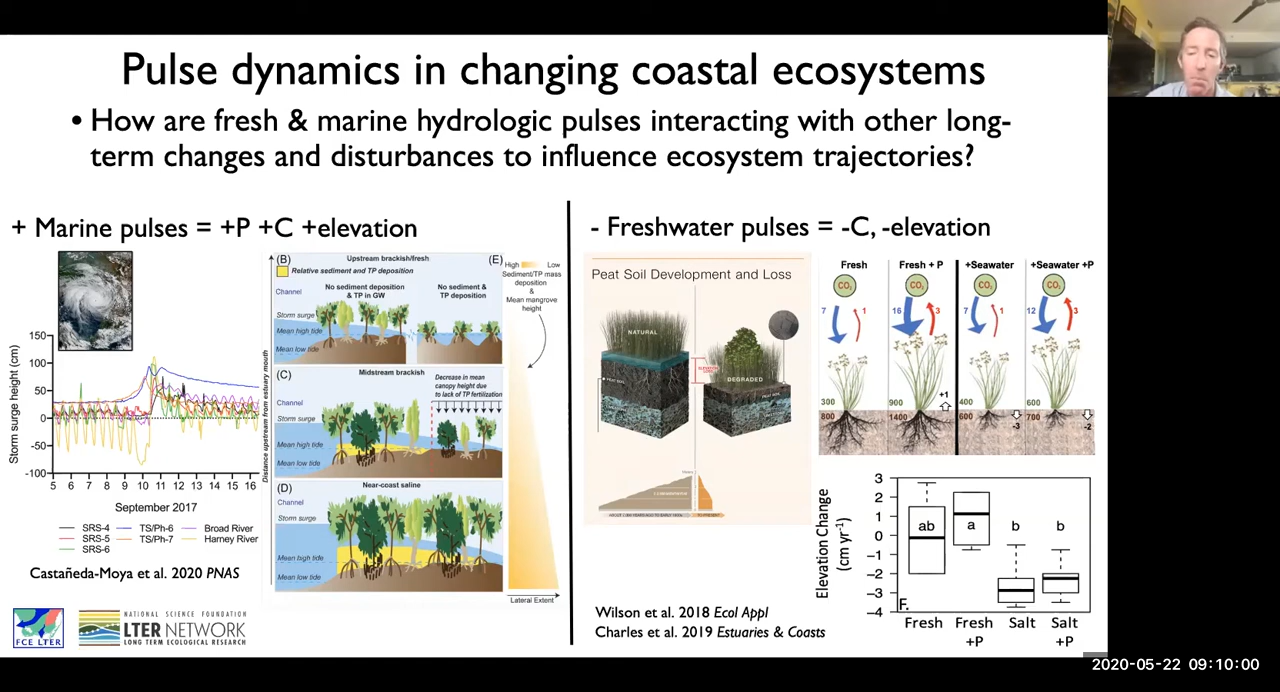 Pulse dynamics in changing coastal ecosystems
• How are fresh & marine hydrologic pulses interacting with other long-
term changes and disturbances to influence ecosystem trajectories?
+ Marine pulses = +P +C +elevation
150
100
50
0
-50
-100
Storm surge height (cm)
5 6 7 8 9 10 11 12 13 14 15 16
September 2017
SRS-4 TS/Ph-6 Broad River
SRS-5 TS/Ph-7 Harney River
SRS-6
Castañeda-Moya et al. 2020 PNAS
(B) Upstream brackish/fresh
Relative sediment and TP deposition
Channel
No sediment deposition
& TP in GW
No sediment &
TP deposition
Storm surge
Mean high tide
Mean low tide
(C) Midstream brackish
Channel
Decrease in mean
canopy height due
to lack of TP fertilization
Storm surge
Mean high tide
Mean low tide
(D) Near-coast saline
Channel
Storm surge
Mean high tide
Mean low tide
Distance upstream from estuary mouth
(E)
High Low
Sediment/TP mass
deposition
&
Mean mangrove
height
Lateral Extent
FCE LTER
NATIONAL SCIENCE FOUNDATION
LTER NETWORK
LONG TERM ECOLOGICAL RESEARCH
- Freshwater pulses = -C, -elevation
Peat Soil Development and Loss
NATURAL
DEGRADED
Wilson et al. 2018 Ecol Appl
Charles et al. 2019 Estuaries & Coasts
Fresh Fresh + P +Seawater +Seawater +P
CO₂ CO₂ CO₂ CO₂
7 1 16 3 7 1 12 3
300 900 400 600
800 1400 600 700
+1 -3 -2
Elevation Change
(cm yr⁻¹)
3
2
1
0
−1
−2
−3
−4
ab a b b
F.
Fresh Fresh Salt Salt
+P +P
2020-05-22 09:10:00